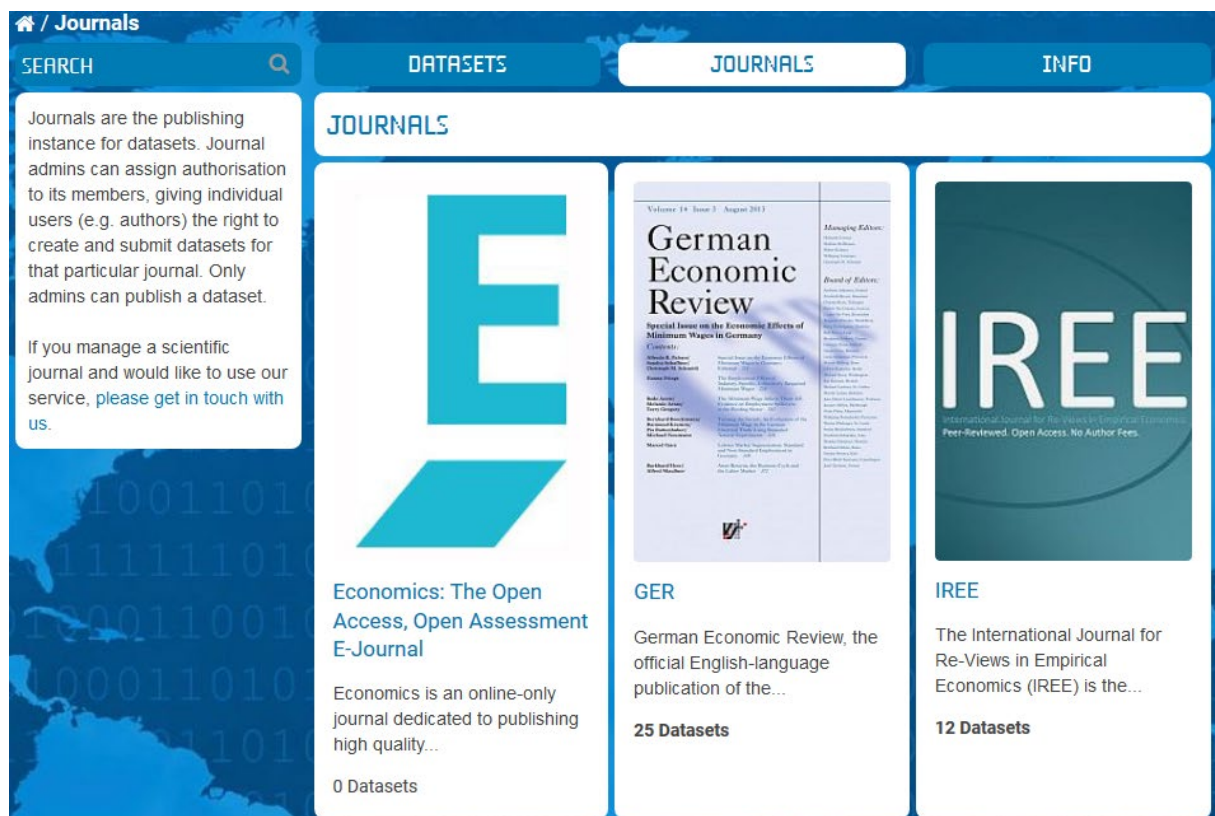 / Journals
SEARCH
DATASETS
JOURNALS
INFO
Journals are the publishing
instance for datasets. Journal
admins can assign authorisation
to its members, giving individual
users (e.g. authors) the right to
create and submit datasets for
that particular journal. Only
admins can publish a dataset.
If you manage a scientific
journal and would like to use our
service, please get in touch with
us.
JOURNALS
E
Economics: The Open
Access, Open Assessment
E-Journal
Economics is an online-only
journal dedicated to publishing
high quality...
0 Datasets
Volume 14 Issue 3 August 2013
German
Economic
Review
Special Issue on the Economic Effects of
Minimum Wages in Germany
Contents:
Managing Editors:
Board of Editors:
GER
German Economic Review, the
official English-language
publication of the...
25 Datasets
IREE
International Journal for Re-Views in Empirical Economics
Peer-Reviewed. Open Access. No Author Fees.
IREE
The International Journal for
Re-Views in Empirical
Economics (IREE) is the...
12 Datasets